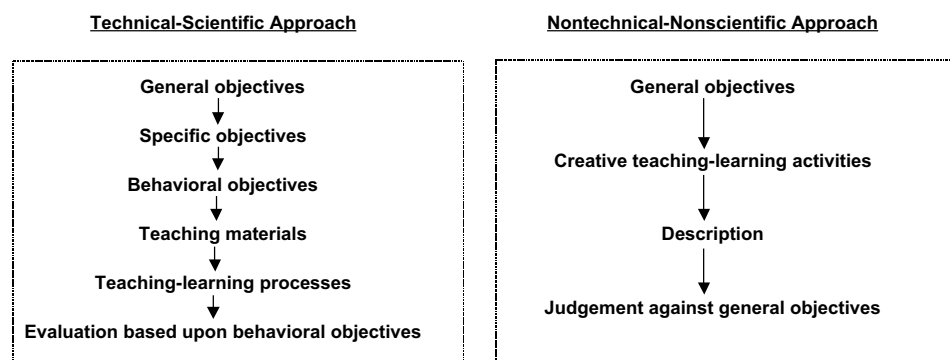 Technical-Scientific Approach
General objectives
Specific objectives
Behavioral objectives
Teaching materials
Teaching-learning processes
Evaluation based upon behavioral objectives
Nontechnical-Nonscientific Approach
General objectives
Creative teaching-learning activities
Description
Judgement against general objectives